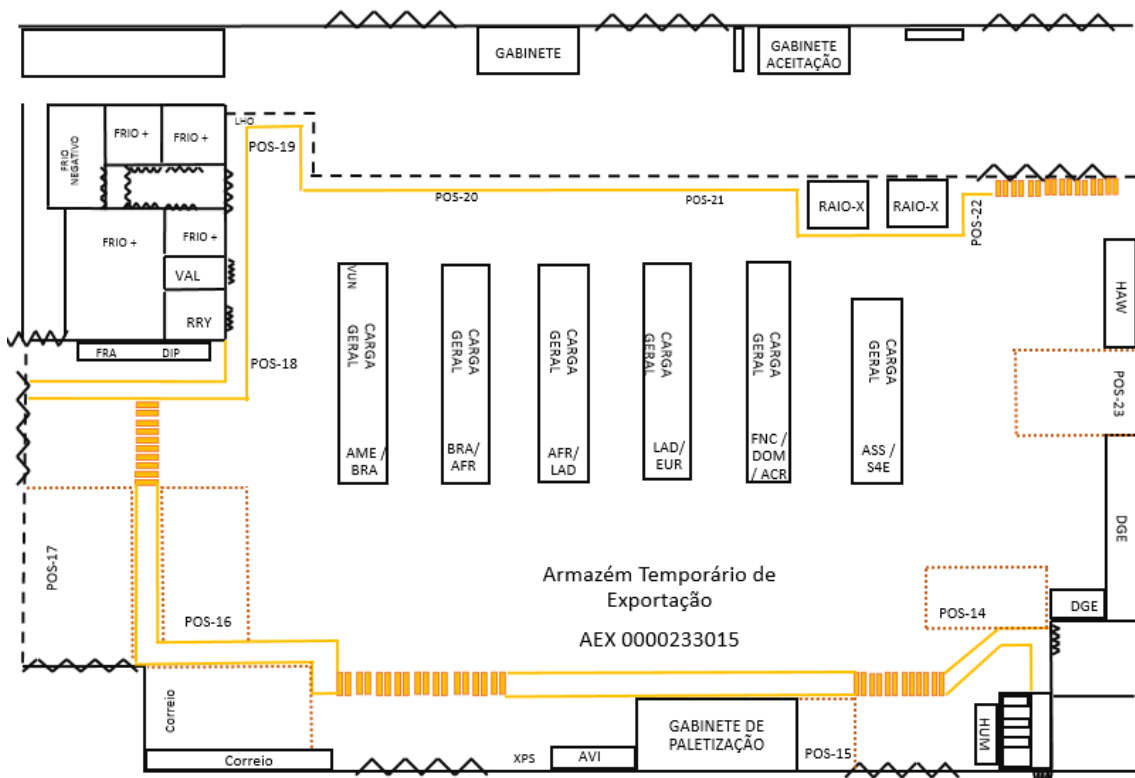 GABINETE
GABINETE
ACEITAÇÃO
FRIO
NEGATIVO
FRIO +
FRIO +
LHO
POS-19
POS-20
POS-21
RAIO-X
RAIO-X
POS-22
FRIO +
FRIO +
VAL
RRY
FRA
DIP
POS-18
HAW
POS-23
VUN
CARGA
GERAL
AME /
BRA
CARGA
GERAL
BRA/
AFR
CARGA
GERAL
AFR/
LAD
CARGA
GERAL
LAD/
EUR
CARGA
GERAL
FNC /
DOM
/ ACR
CARGA
GERAL
ASS /
S4E
DGE
POS-17
POS-16
Armazém Temporário de
Exportação
AEX 0000233015
POS-14
DGE
Correio
Correio
XPS
AVI
GABINETE DE
PALETIZAÇÃO
POS-15
HUM